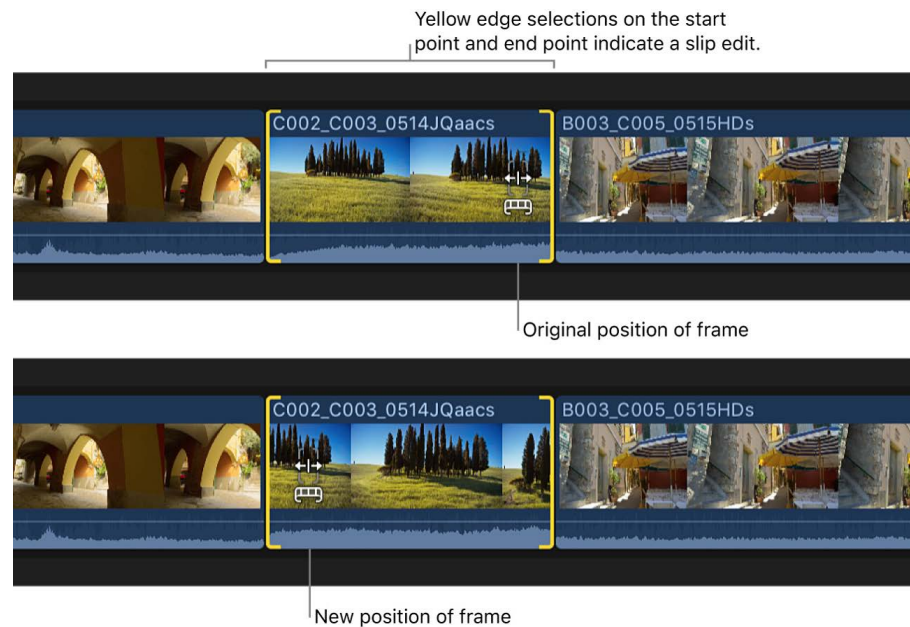 Yellow edge selections on the start
point and end point indicate a slip edit.
C002_C003_0514JQaacs
B003_C005_0515HDs
Original position of frame
C002_C003_0514JQaacs
B003_C005_0515HDs
New position of frame